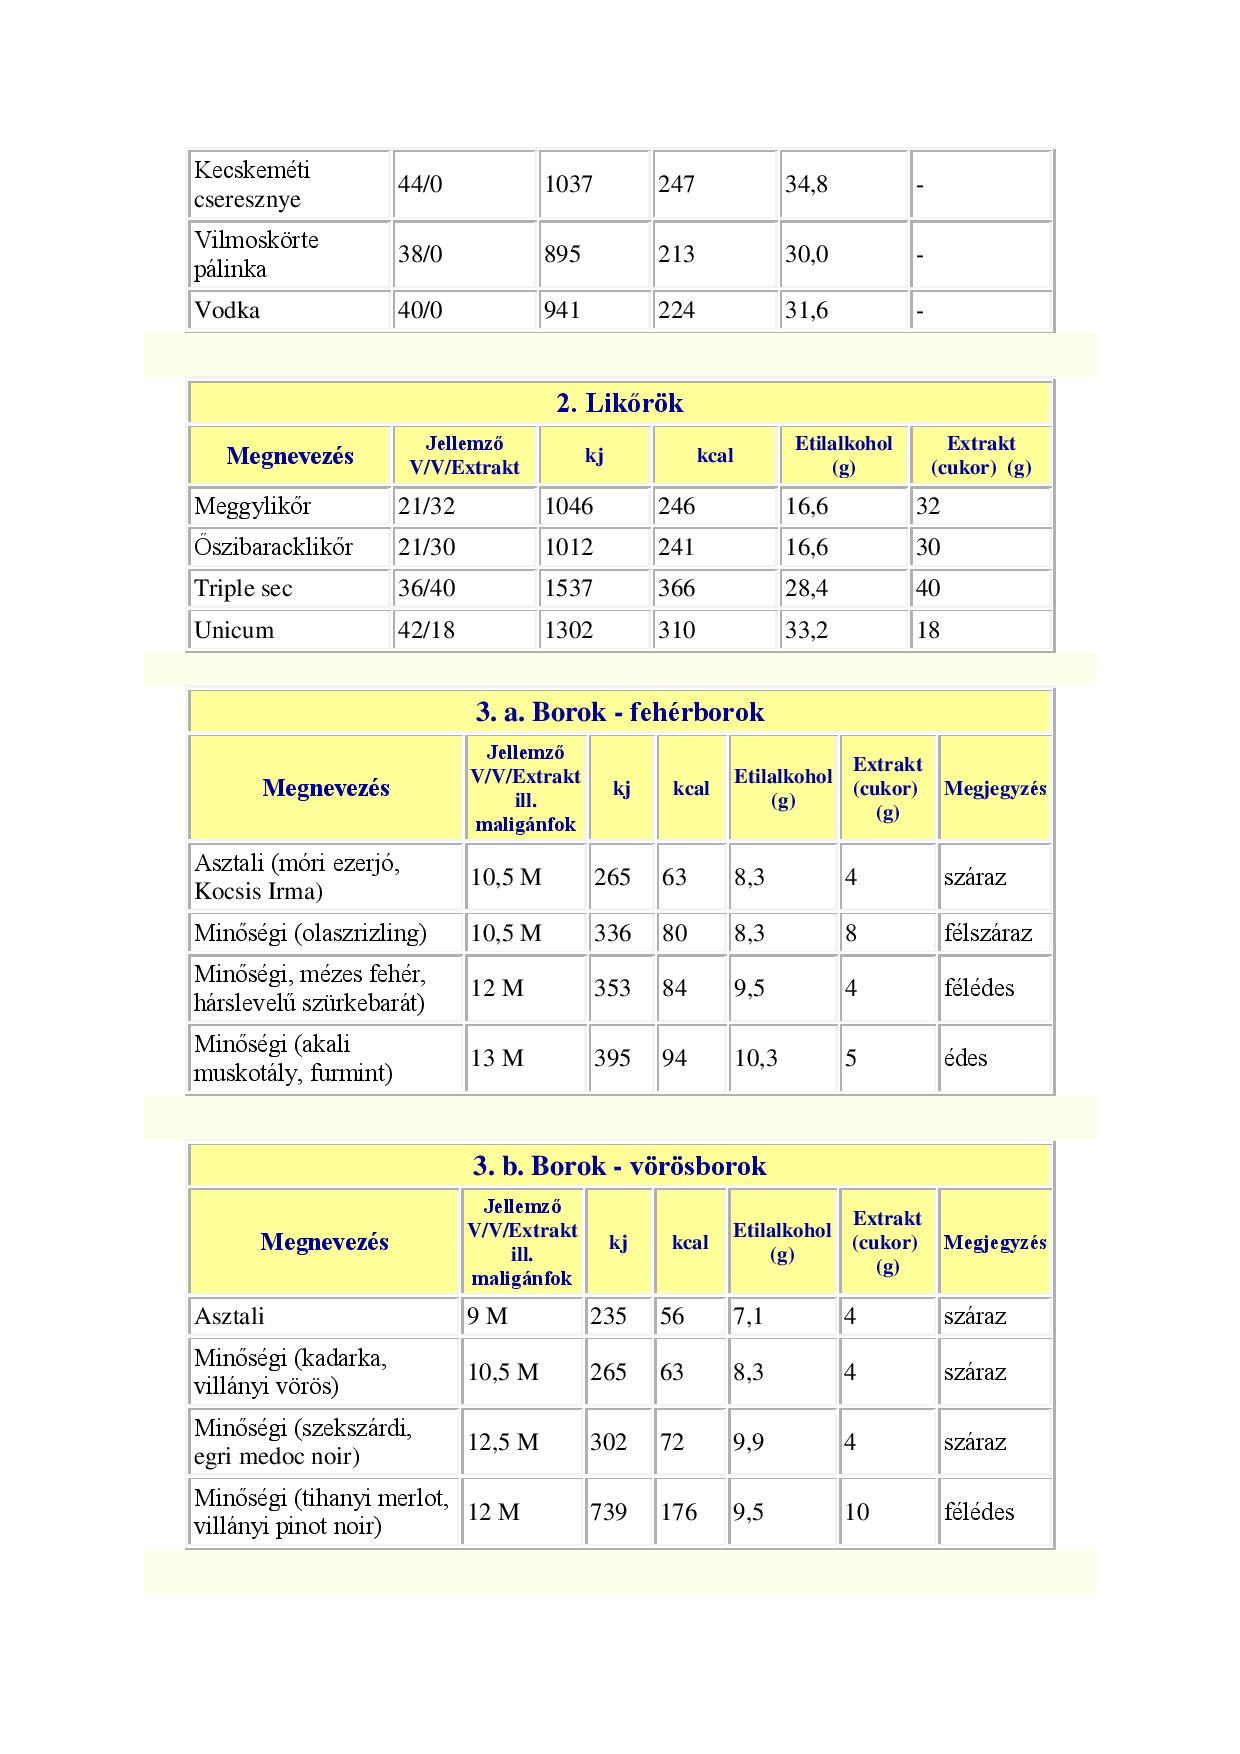 Kecskeméti
cseresznye 44/0 1037 247 34,8 -
Vilmoskörte
pálinka 38/0 895 213 30,0 -
Vodka 40/0 941 224 31,6 -
2. Likőrök
Megnevezés Jellemző
V/V/Extrakt kj kcal Etilalkohol
(g) Extrakt
(cukor) (g)
Meggylikőr 21/32 1046 246 16,6 32
Őszibaracklikőr 21/30 1012 241 16,6 30
Triple sec 36/40 1537 366 28,4 40
Unicum 42/18 1302 310 33,2 18
3. a. Borok - fehérborok
Megnevezés Jellemző
V/V/Extrakt
ill.
maligánfok kj kcal Etilalkohol
(g) Extrakt
(cukor)
(g) Megjegyzés
Asztali (móri ezerjó,
Kocsis Irma) 10,5 M 265 63 8,3 4 száraz
Minőségi (olaszrizling) 10,5 M 336 80 8,3 8 félszáraz
Minőségi, mézes fehér,
hárslevelű szürkebarát) 12 M 353 84 9,5 4 félédes
Minőségi (akali
muskotály, furmint) 13 M 395 94 10,3 5 édes
3. b. Borok - vörösborok
Megnevezés Jellemző
V/V/Extrakt
ill.
maligánfok kj kcal Etilalkohol
(g) Extrakt
(cukor)
(g) Megjegyzés
Asztali 9 M 235 56 7,1 4 száraz
Minőségi (kadarka,
villányi vörös) 10,5 M 265 63 8,3 4 száraz
Minőségi (szekszárdi,
egri medoc noir) 12,5 M 302 72 9,9 4 száraz
Minőségi (tihanyi merlot,
villányi pinot noir) 12 M 739 176 9,5 10 félédes